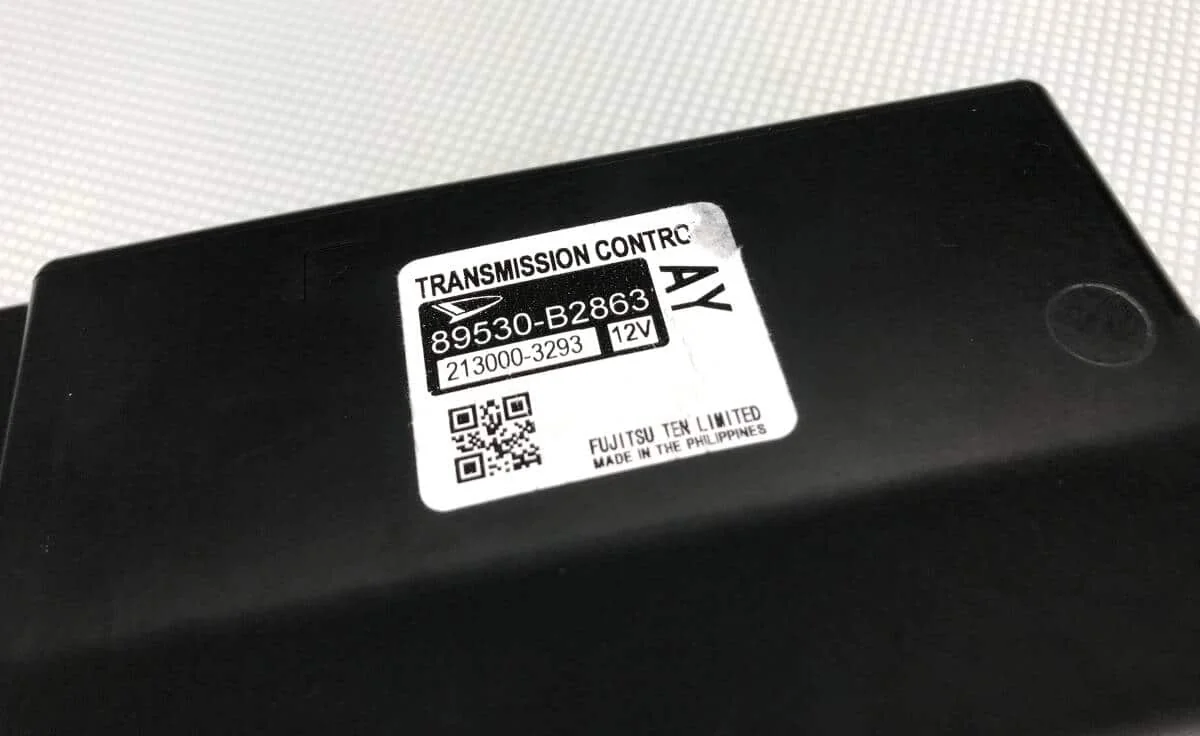 TRANSMISSION CONTRO
AY
89530-B2863
213000-3293
12V
FUJITSU TEN LIMITED
MADE IN THE PHILIPPINES